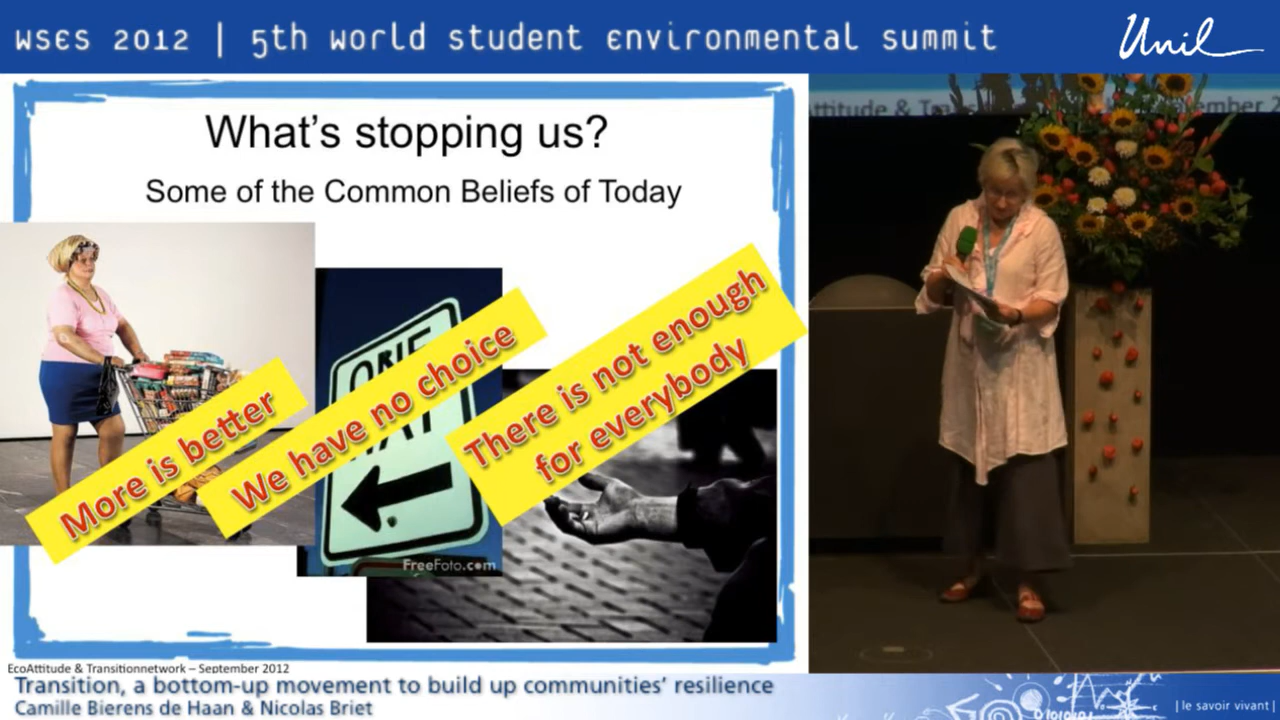 WSES 2012 | 5th world student environmental summit
Unil
What's stopping us?
Some of the Common Beliefs of Today
More is better
We have no choice
There is not enough
for everybody
FreeFoto.com
EcoAttitude & Transitionnetwork – September 2012
Transition, a bottom-up movement to build up communities' resilience
Camille Bierens de Haan & Nicolas Briet
| le savoir vivant |